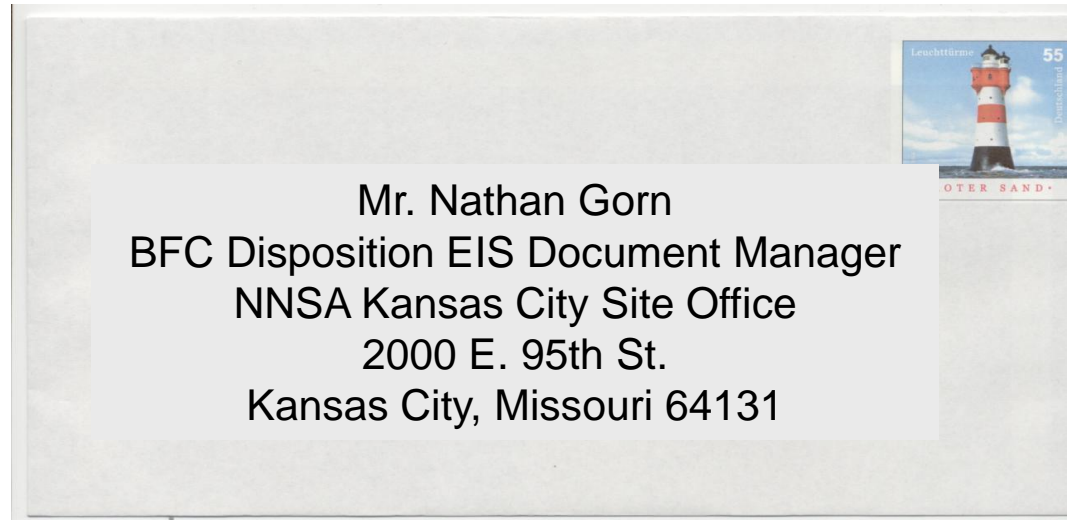 Leuchttürme 55
Deutschland
Mr. Nathan Gorn
OTER SAND·
BFC Disposition EIS Document Manager
NNSA Kansas City Site Office
2000 E. 95th St.
Kansas City, Missouri 64131